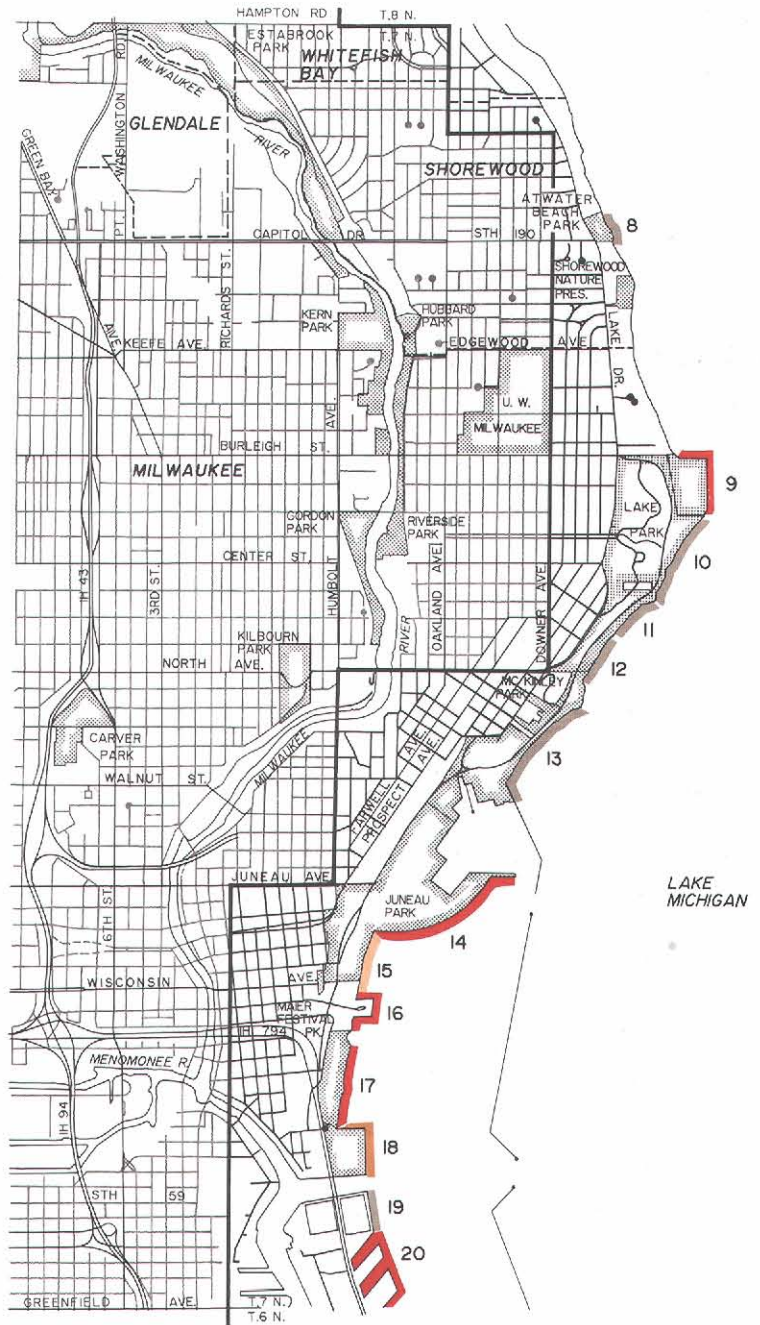 HAMPTON RD
T.8 N.
T.7 N.
ESTABROOK
PARK
WHITEFISH
BAY
RD.
MILWAUKEE
WASHINGTON
GLENDALE
RIVER
GREEN BAY
SHOREWOOD
PT.
ATWATER
BEACH
PARK
8
CAPITOL DR.
STH 190
RICHARDS ST.
SHOREWOOD
NATURE
PRES.
KERN
PARK
HUBBARD
PARK
LAKE DR.
AVE.
KEEFE AVE.
EDGEWOOD AVE.
U. W.
MILWAUKEE
AVE.
BURLEIGH ST.
MILWAUKEE
9
LAKE
PARK
GORDON
PARK
RIVERSIDE
PARK
10
CENTER ST.
IH 43
3RD ST.
HUMBOLT
OAKLAND AVE.
DOWNER AVE.
11
KILBOURN
PARK
NORTH AVE.
RIVER
12
MC KINLEY
PARK
13
CARVER
PARK
MILWAUKEE
WALNUT ST.
FARWELL AVE.
PROSPECT AVE.
JUNEAU AVE.
JUNEAU
PARK
LAKE
MICHIGAN
14
6TH ST.
15
WISCONSIN AVE.
MAIER
FESTIVAL
PK.
16
IH 794
MENOMONEE R.
17
IH 94
18
STH 59
19
20
GREENFIELD AVE.
T.7 N.
T.6 N.